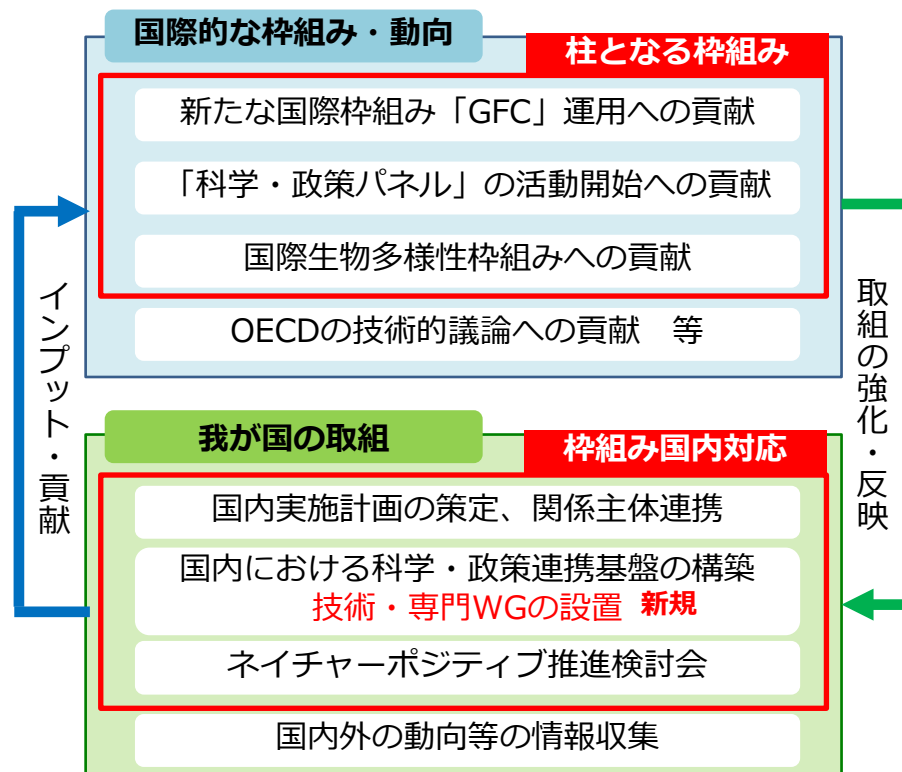 国際的な枠組み・動向
柱となる枠組み
新たな国際枠組み「GFC」運用への貢献
「科学・政策パネル」の活動開始への貢献
国際生物多様性枠組みへの貢献
OECDの技術的議論への貢献　等
インプット・貢献
取組の強化・反映
我が国の取組
枠組み国内対応
国内実施計画の策定、関係主体連携
国内における科学・政策連携基盤の構築
技術・専門WGの設置 新規
ネイチャーポジティブ推進検討会
国内外の動向等の情報収集